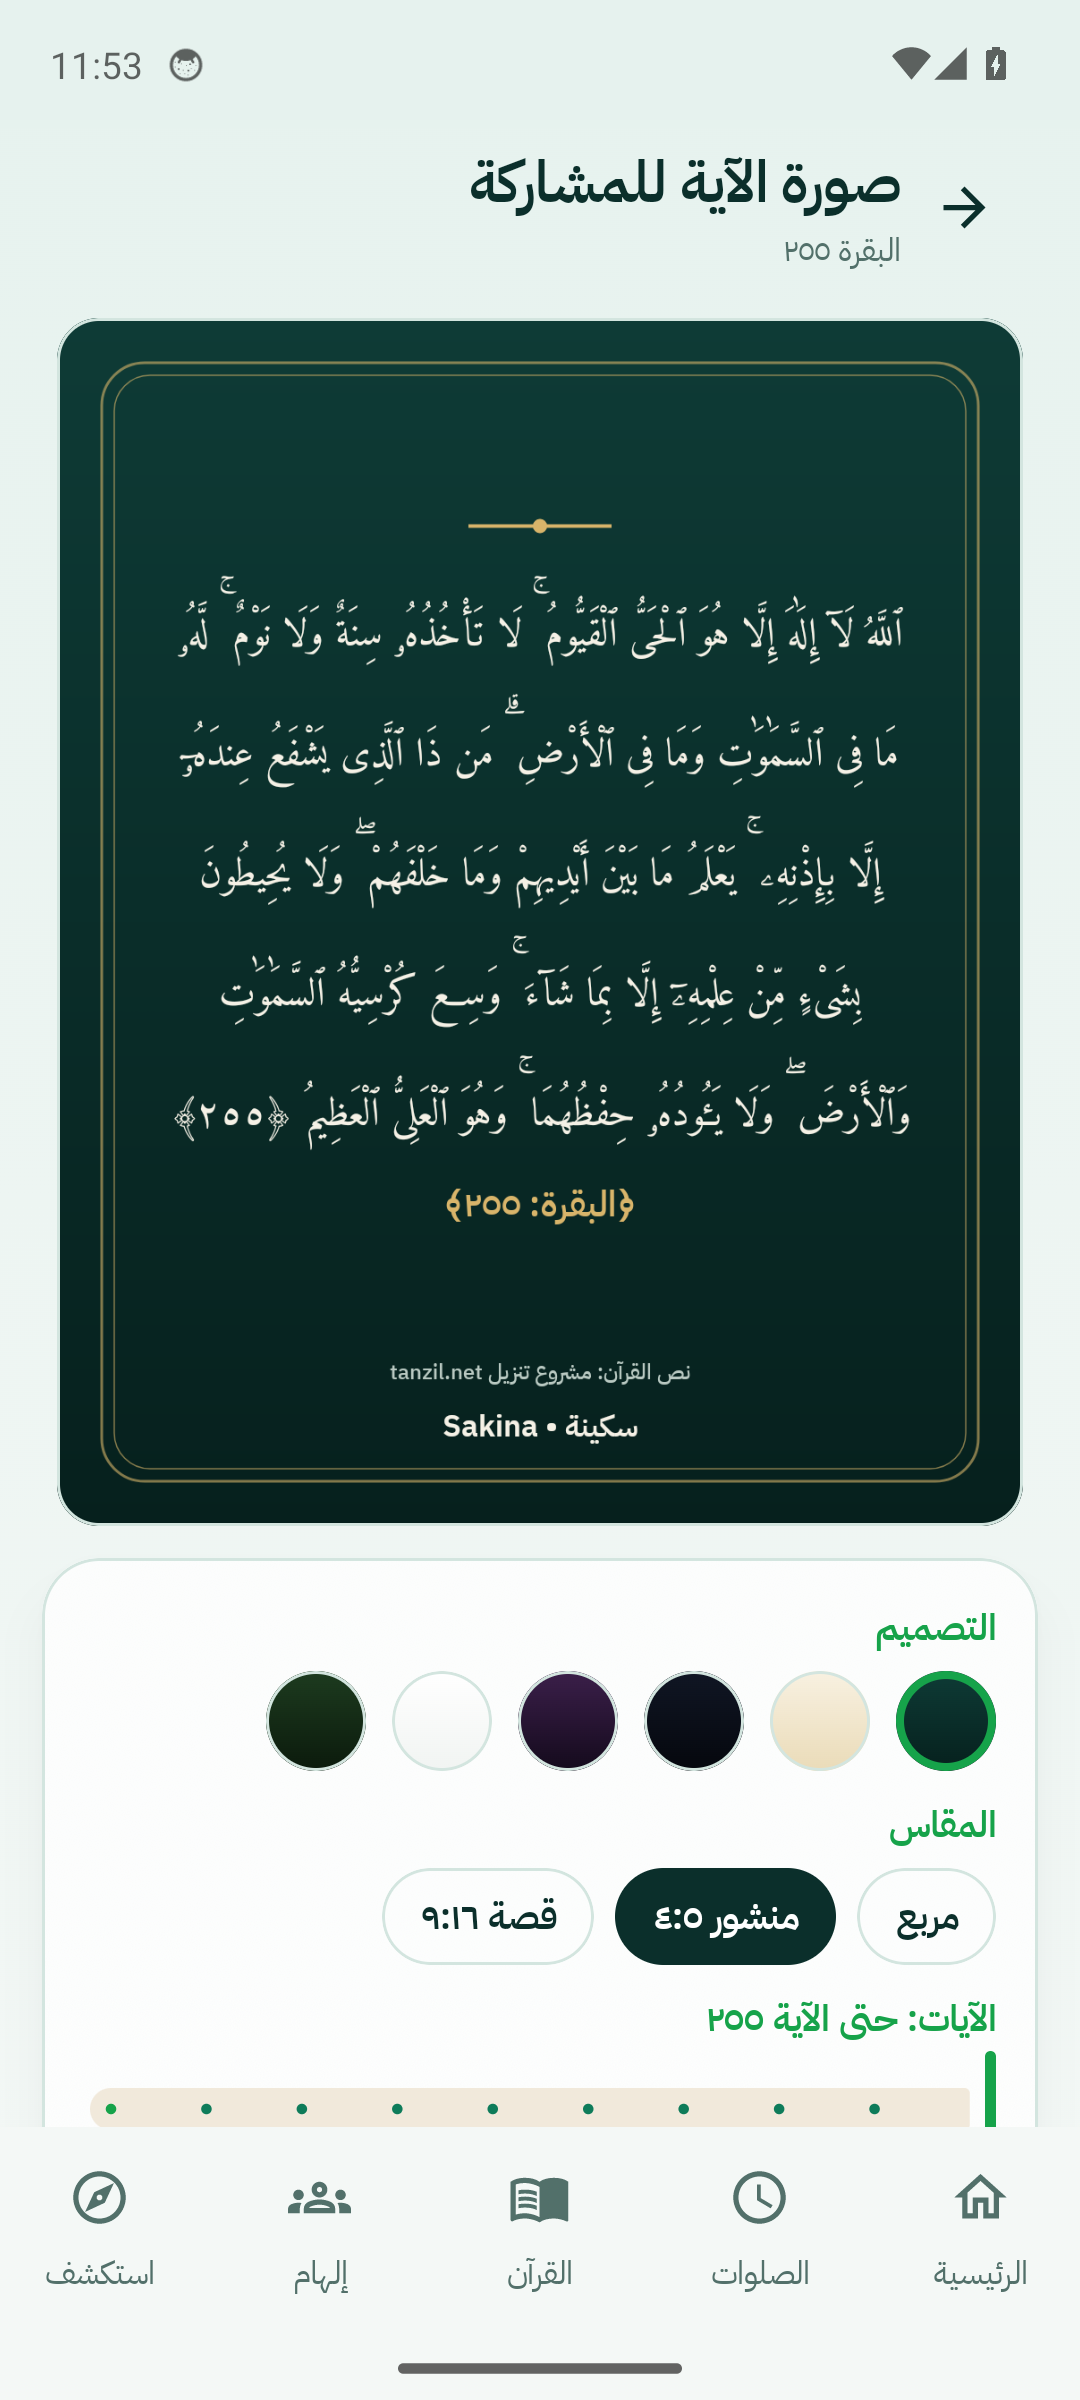 11:53
صورة الآية للمشاركة
البقرة ٢٥٥
ٱللَّهُ لَآ إِلَٰهَ إِلَّا هُوَ ٱلْحَىُّ ٱلْقَيُّومُ ۚ لَا تَأْخُذُهُۥ سِنَةٌ وَلَا نَوْمٌ ۚ لَّهُۥ
مَا فِى ٱلسَّمَٰوَٰتِ وَمَا فِى ٱلْأَرْضِ ۗ مَن ذَا ٱلَّذِى يَشْفَعُ عِندَهُۥٓ
إِلَّا بِإِذْنِهِۦ ۚ يَعْلَمُ مَا بَيْنَ أَيْدِيهِمْ وَمَا خَلْفَهُمْ ۖ وَلَا يُحِيطُونَ
بِشَىْءٍ مِّنْ عِلْمِهِۦٓ إِلَّا بِمَا شَآءَ ۚ وَسِعَ كُرْسِيُّهُ ٱلسَّمَٰوَٰتِ
وَٱلْأَرْضَ ۖ وَلَا يَـُٔودُهُۥ حِفْظُهُمَا ۚ وَهُوَ ٱلْعَلِىُّ ٱلْعَظِيمُ ﴿٢٥٥﴾
﴿البقرة: ٢٥٥﴾
نص القرآن: مشروع تنزيل tanzil.net
سكينة • Sakina
التصميم
المقاس
مربع
منشور ٤:٥
قصة ٩:١٦
الآيات: حتى الآية ٢٥٥
الرئيسية
الصلوات
القرآن
إلهام
استكشف